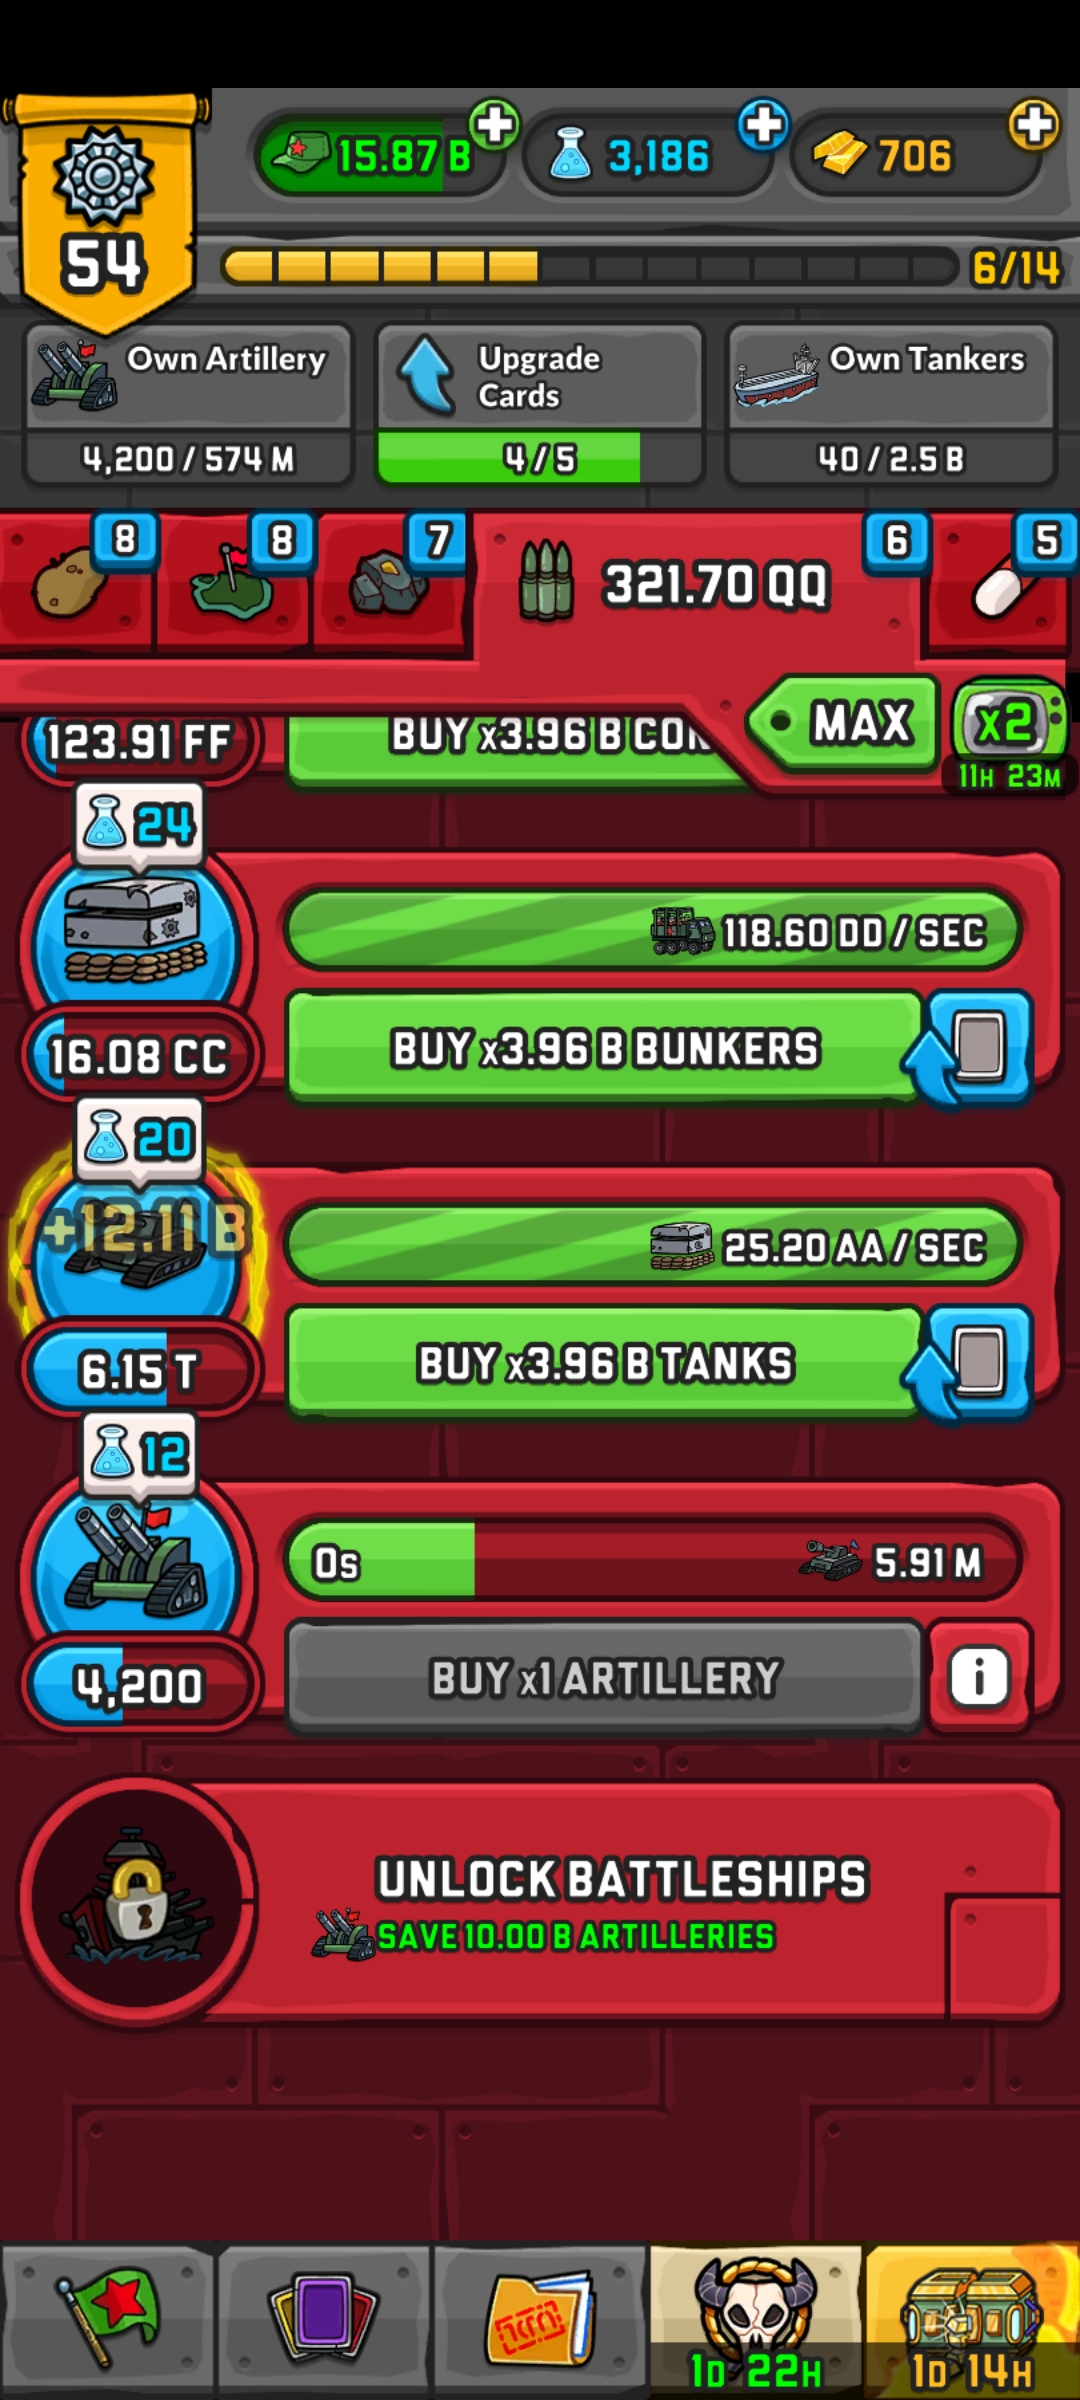 54
15.87 B
3,186
706
6/14
Own Artillery
4,200 / 574 M
Upgrade
Cards
4 / 5
Own Tankers
40 / 2.5 B
8
8
7
321.70 QQ
6
5
MAX
x2
11H 23M
123.91 FF
BUY x3.96 B
24
118.60 DD / SEC
16.08 CC
BUY x3.96 B BUNKERS
20
+12.11 B
25.20 AA / SEC
6.15 T
BUY x3.96 B TANKS
12
0s
5.91 M
4,200
BUY x1 ARTILLERY
i
UNLOCK BATTLESHIPS
SAVE 10.00 B ARTILLERIES
1D 22H
1D 14H